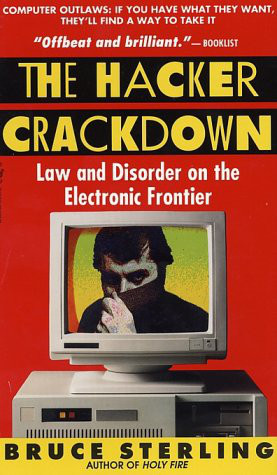 COMPUTER OUTLAWS: IF YOU HAVE WHAT THEY WANT,
THEY'LL FIND A WAY TO TAKE IT
"Offbeat and brilliant."—BOOKLIST
THE HACKER
CRACKDOWN
Law and Disorder on the
Electronic Frontier
BRUCE STERLING
AUTHOR OF HOLY FIRE